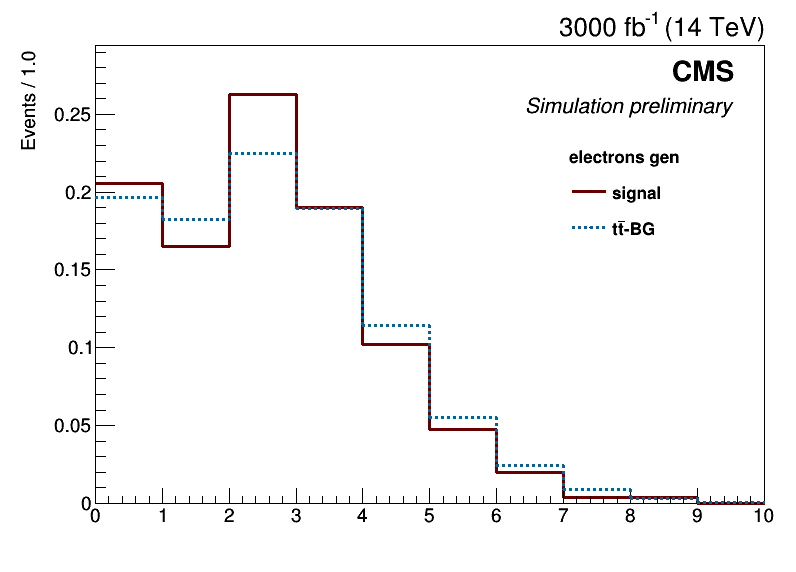 3000 fb⁻¹ (14 TeV)
Events / 1.0
CMS
Simulation preliminary
electrons gen
signal
tt̄-BG
0.25
0.2
0.15
0.1
0.05
0
0 1 2 3 4 5 6 7 8 9 10